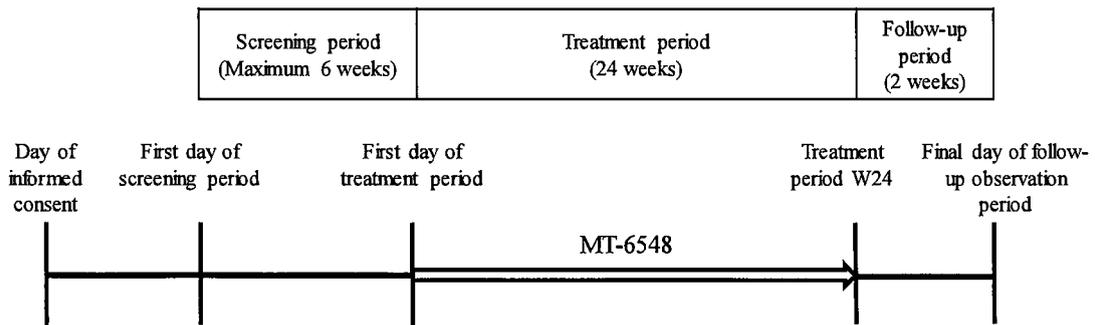 Screening period
(Maximum 6 weeks)
Treatment period
(24 weeks)
Follow-up
period
(2 weeks)
Day of
informed
consent
First day of
screening period
First day of
treatment period
Treatment
period W24
Final day of follow-
up observation
period
MT-6548